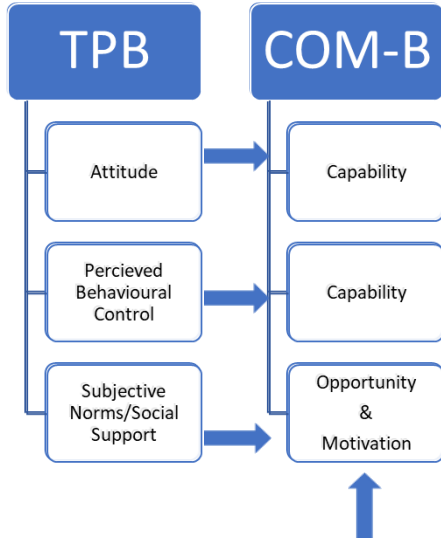 TPB
COM-B
Attitude
Capability
Percieved
Behavioural
Control
Capability
Subjective
Norms/Social
Support
Opportunity
&
Motivation